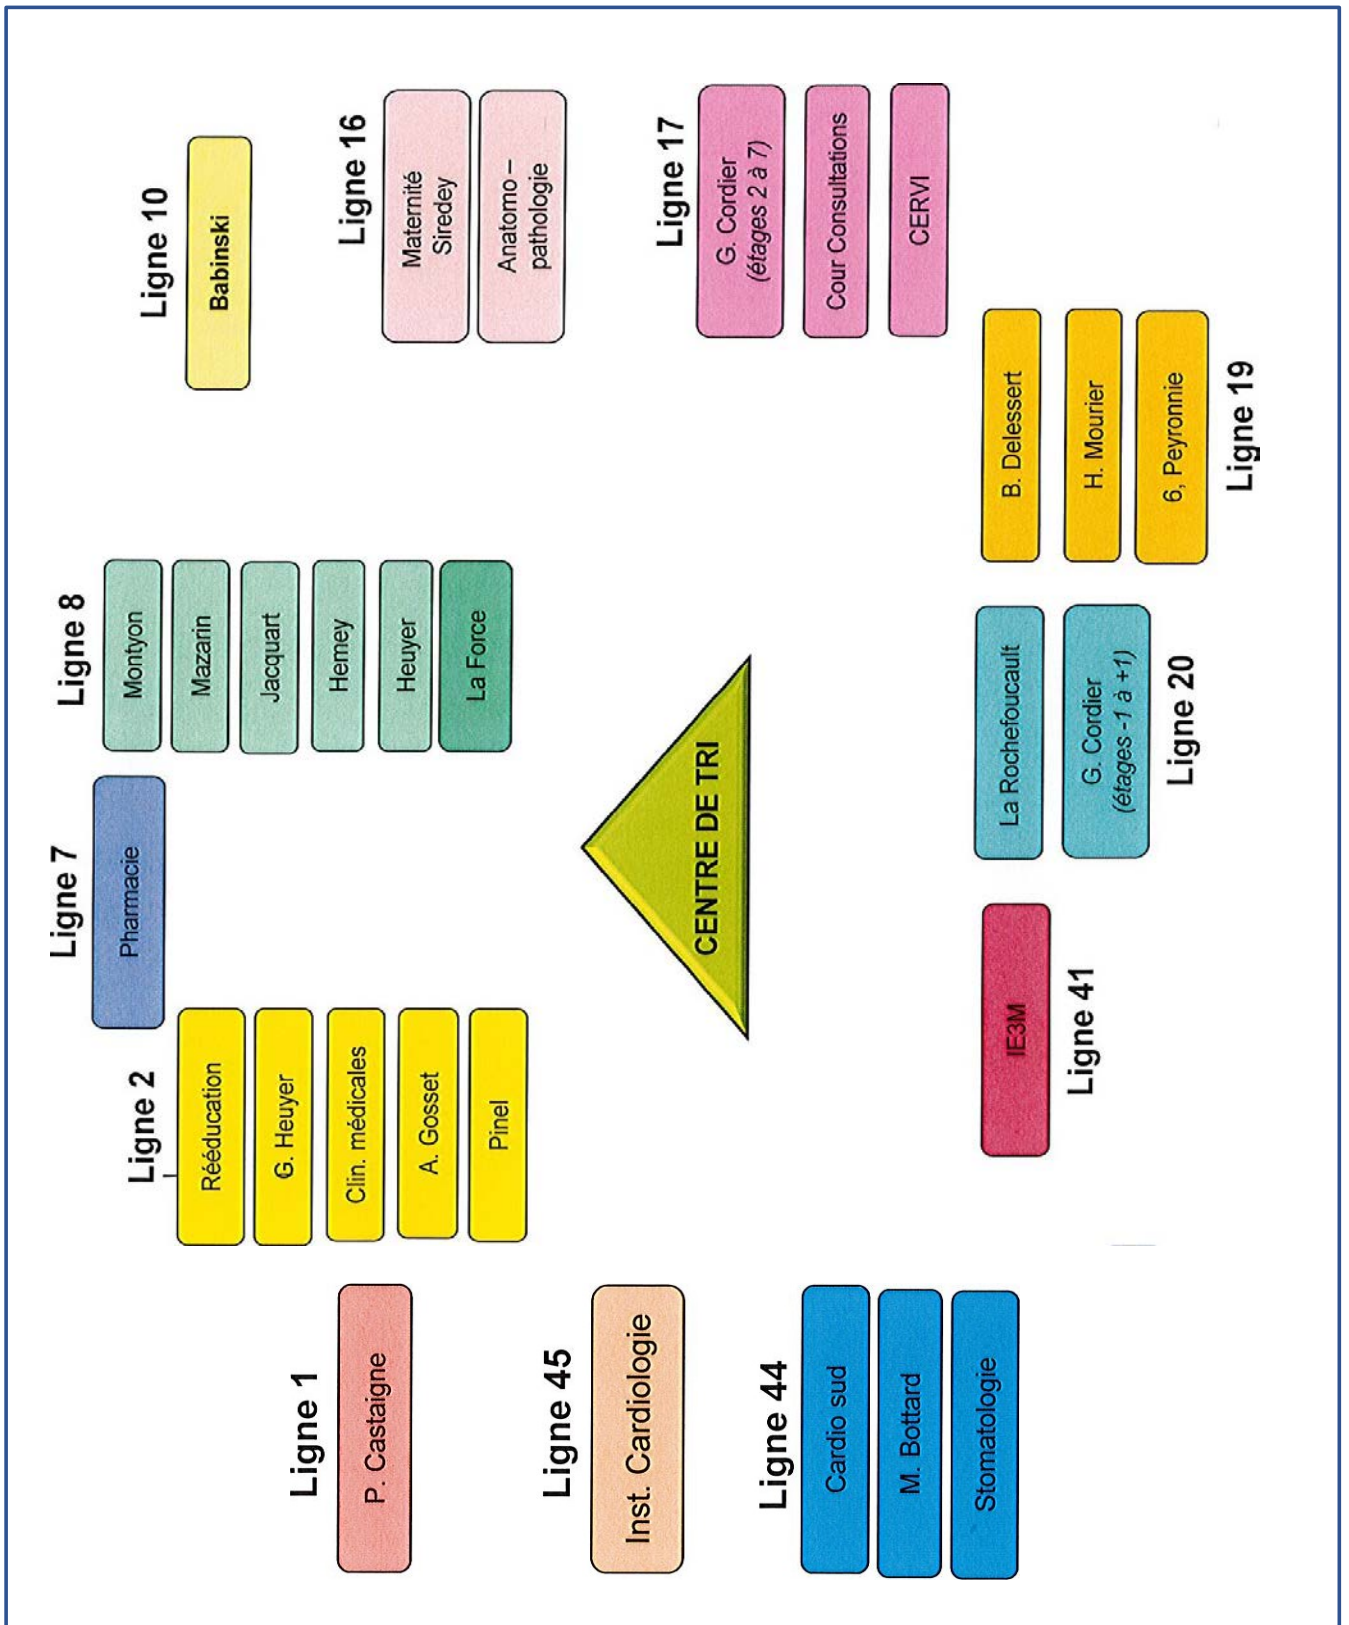 Ligne 1
P. Castaigne
Ligne 45
Inst. Cardiologie
Ligne 44
Cardio sud
M. Bottard
Stomatologie
Ligne 2
Rééducation
G. Heuyer
Clin. médicales
A. Gosset
Pinel
Ligne 7
Pharmacie
Ligne 8
Montyon
Mazarin
Jacquart
Hemey
Heuyer
La Force
CENTRE DE TRI
IE3M
Ligne 41
La Rochefoucault
G. Cordier
(étages -1 à +1)
Ligne 20
B. Delessert
H. Mourier
6, Peyronnie
Ligne 19
Ligne 10
Babinski
Ligne 16
Maternité
Siredey
Anatomo –
pathologie
Ligne 17
G. Cordier
(étages 2 à 7)
Cour Consultations
CERVI